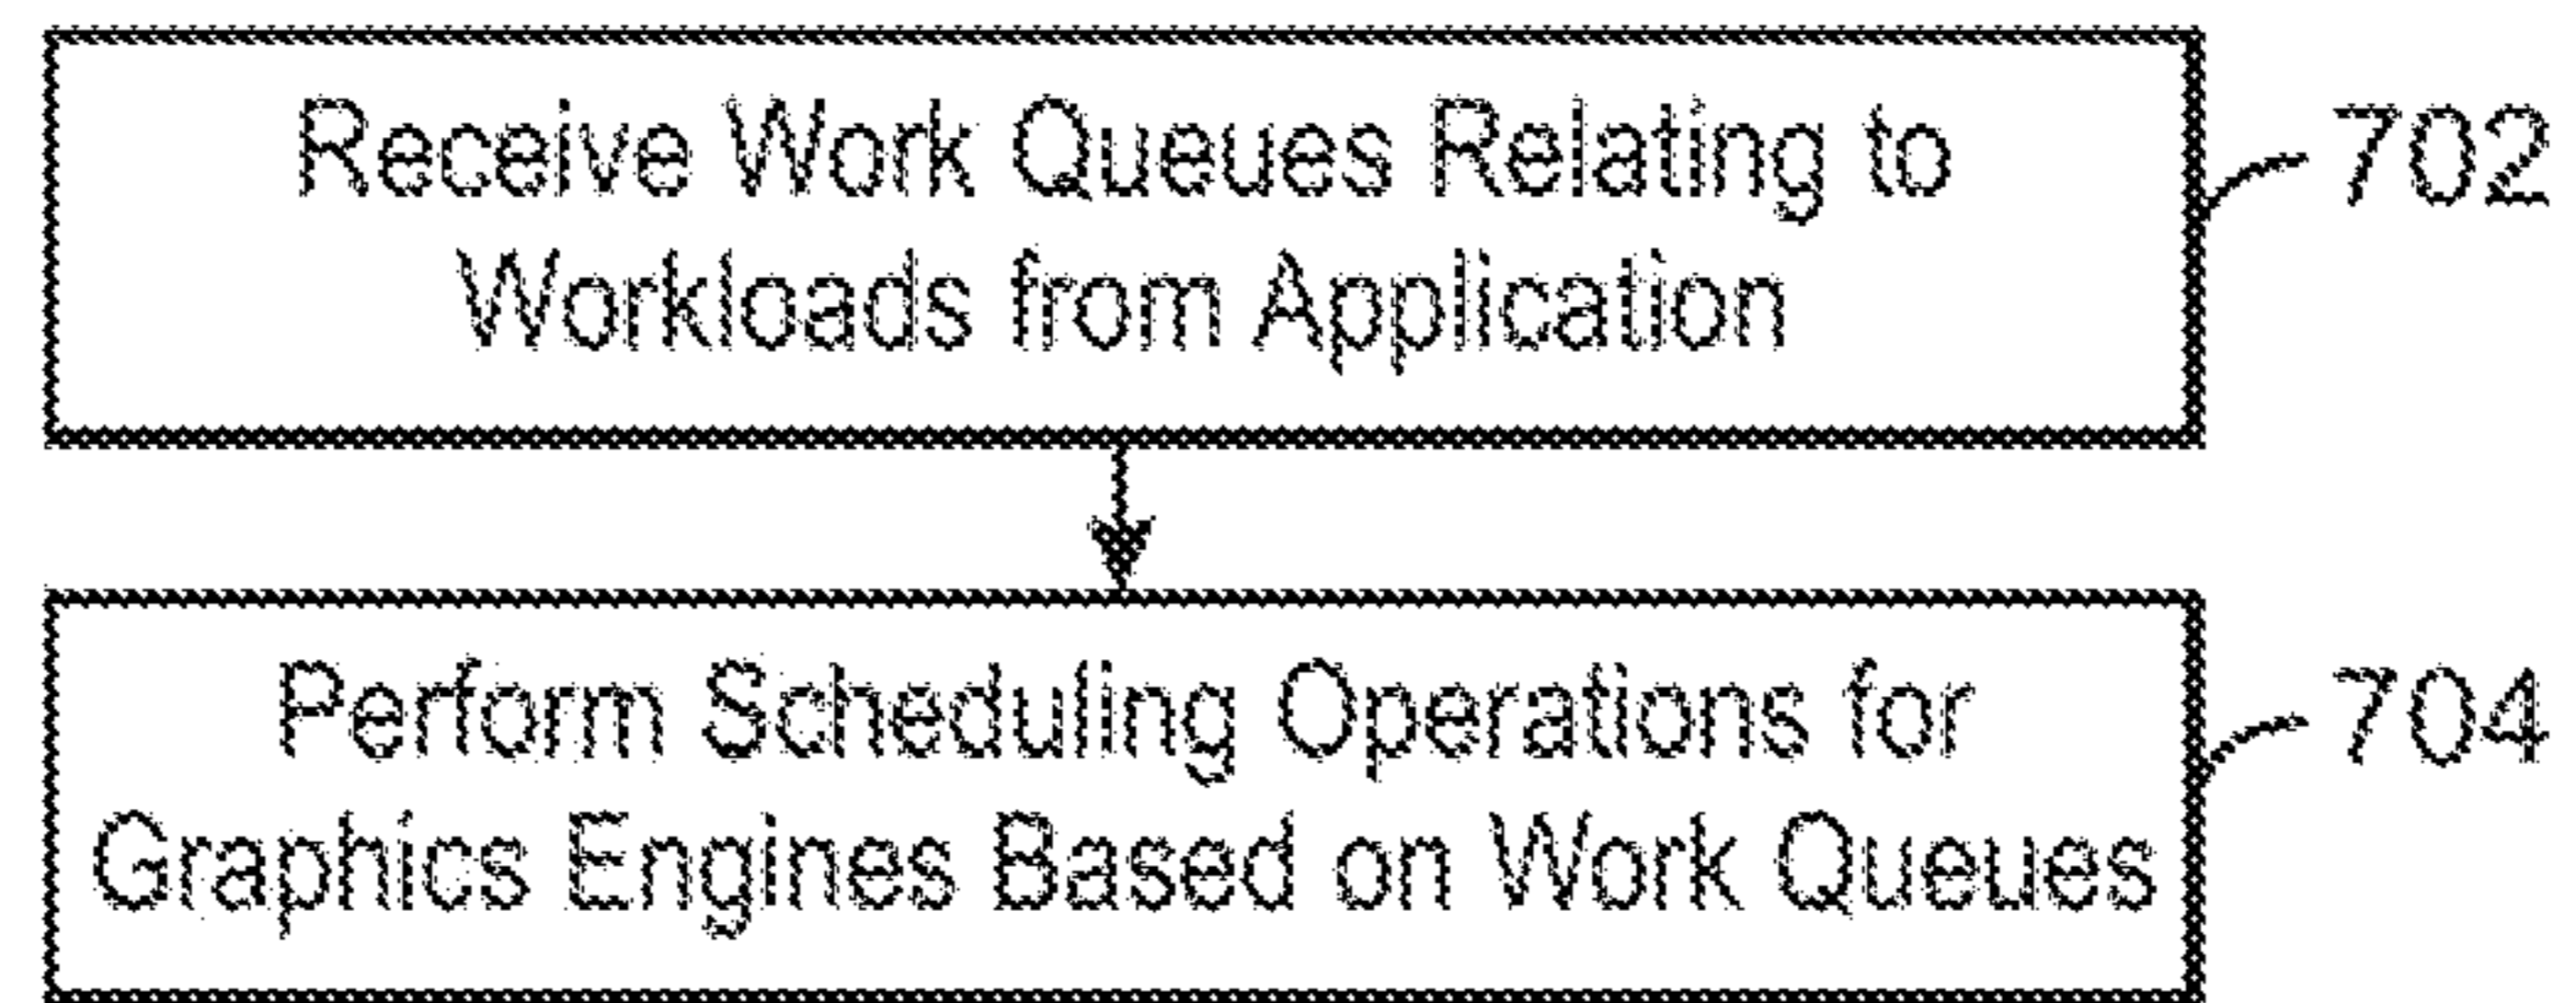 Receive Work Queues Relating to
Workloads from Application
702
Perform Scheduling Operations for
Graphics Engines Based on Work Queues
704